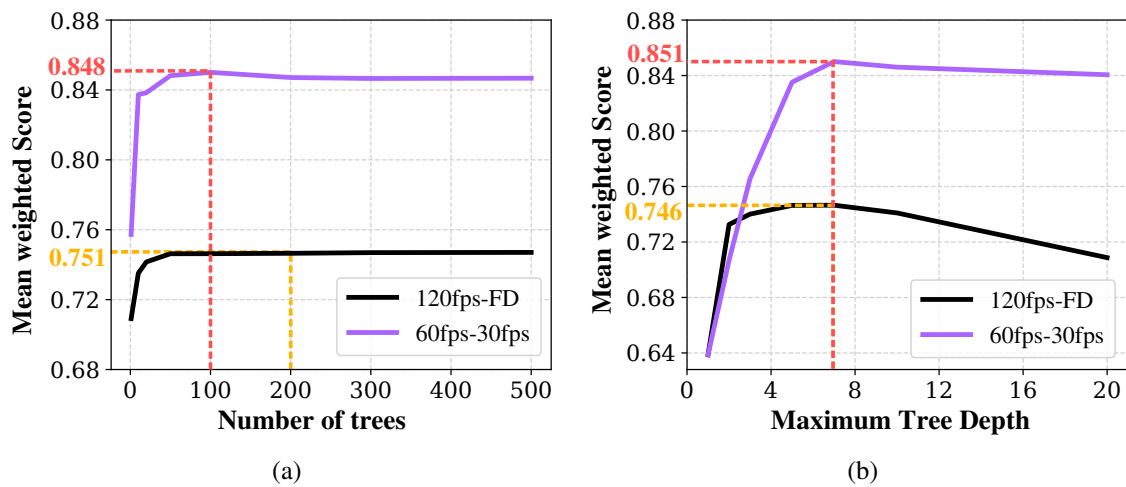 0.88
0.84
0.80
0.76
0.72
0.68
0.848
0.751
Mean weighted Score
120fps-FD
60fps-30fps
0 100 200 300 400 500
Number of trees
(a)
0.88
0.84
0.80
0.76
0.72
0.68
0.64
0.851
0.746
Mean weighted Score
120fps-FD
60fps-30fps
0 4 8 12 16 20
Maximum Tree Depth
(b)